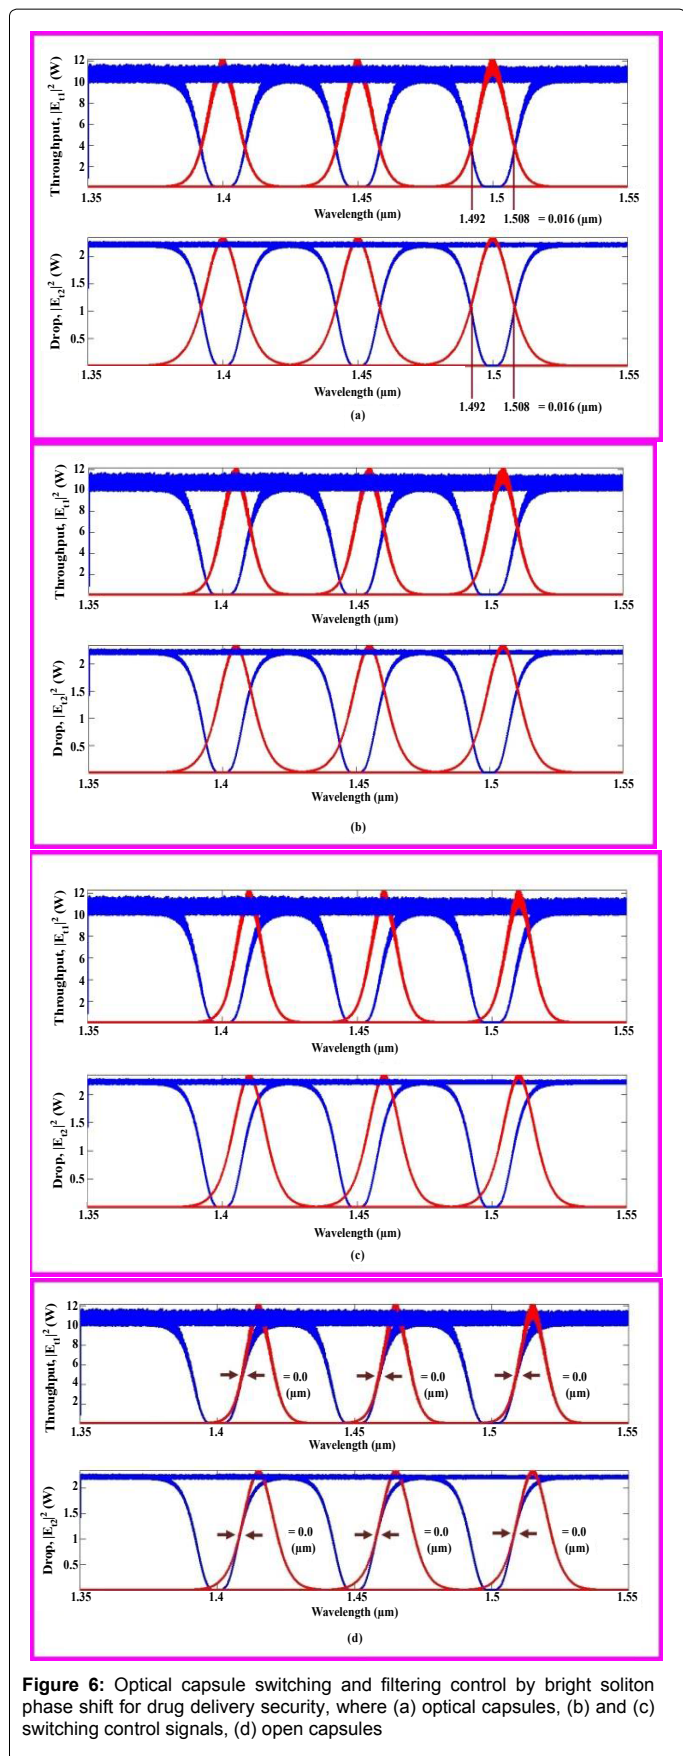 12
10
8
6
4
2
Throughput, |E_t1|² (W)
1.35
1.4
1.45
1.5
1.55
Wavelength (µm)
1.492
1.508
= 0.016 (µm)
2
1.5
1
0.5
Drop, |E_t2|² (W)
1.35
1.4
1.45
1.5
1.55
Wavelength (µm)
1.492
1.508
= 0.016 (µm)
(a)
12
10
8
6
4
2
Throughput, |E_t1|² (W)
1.35
1.4
1.45
1.5
1.55
Wavelength (µm)
2
1.5
1
0.5
Drop, |E_t2|² (W)
1.35
1.4
1.45
1.5
1.55
Wavelength (µm)
(b)
12
10
8
6
4
2
Throughput, |E_t1|² (W)
1.35
1.4
1.45
1.5
1.55
Wavelength (µm)
2
1.5
1
0.5
Drop, |E_t2|² (W)
1.35
1.4
1.45
1.5
1.55
Wavelength (µm)
(c)
12
10
8
6
4
2
Throughput, |E_t1|² (W)
= 0.0
(µm)
= 0.0
(µm)
= 0.0
(µm)
1.35
1.4
1.45
1.5
1.55
Wavelength (µm)
2
1.5
1
0.5
Drop, |E_t2|² (W)
= 0.0
(µm)
= 0.0
(µm)
= 0.0
(µm)
1.35
1.4
1.45
1.5
1.55
Wavelength (µm)
(d)
Figure 6: Optical capsule switching and filtering control by bright soliton
phase shift for drug delivery security, where (a) optical capsules, (b) and (c)
switching control signals, (d) open capsules